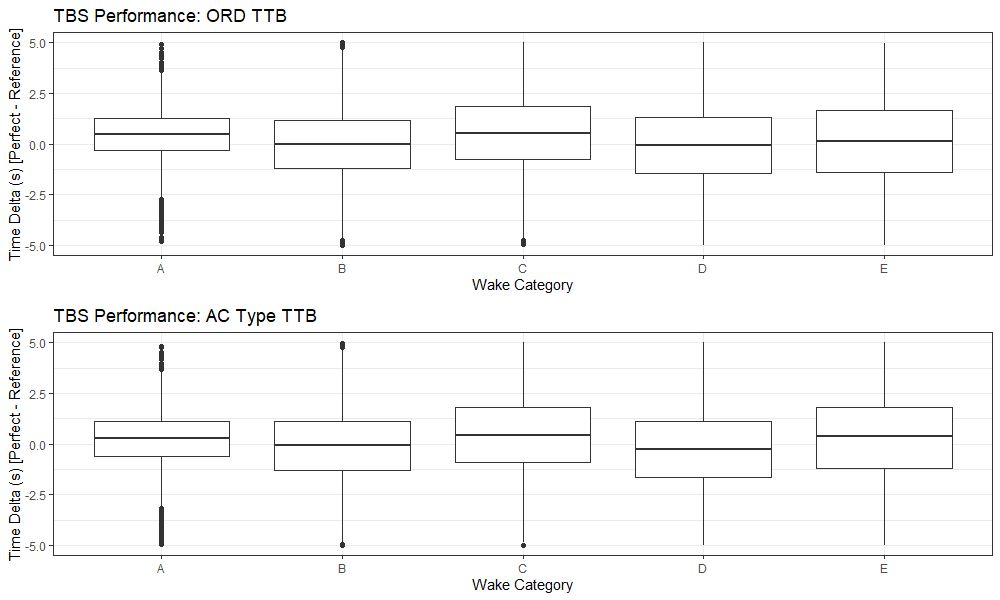 TBS Performance: ORD TTB
Time Delta (s) [Perfect - Reference]
5.0
2.5
0.0
-2.5
-5.0
A B C D E
Wake Category
TBS Performance: AC Type TTB
Time Delta (s) [Perfect - Reference]
5.0
2.5
0.0
-2.5
-5.0
A B C D E
Wake Category